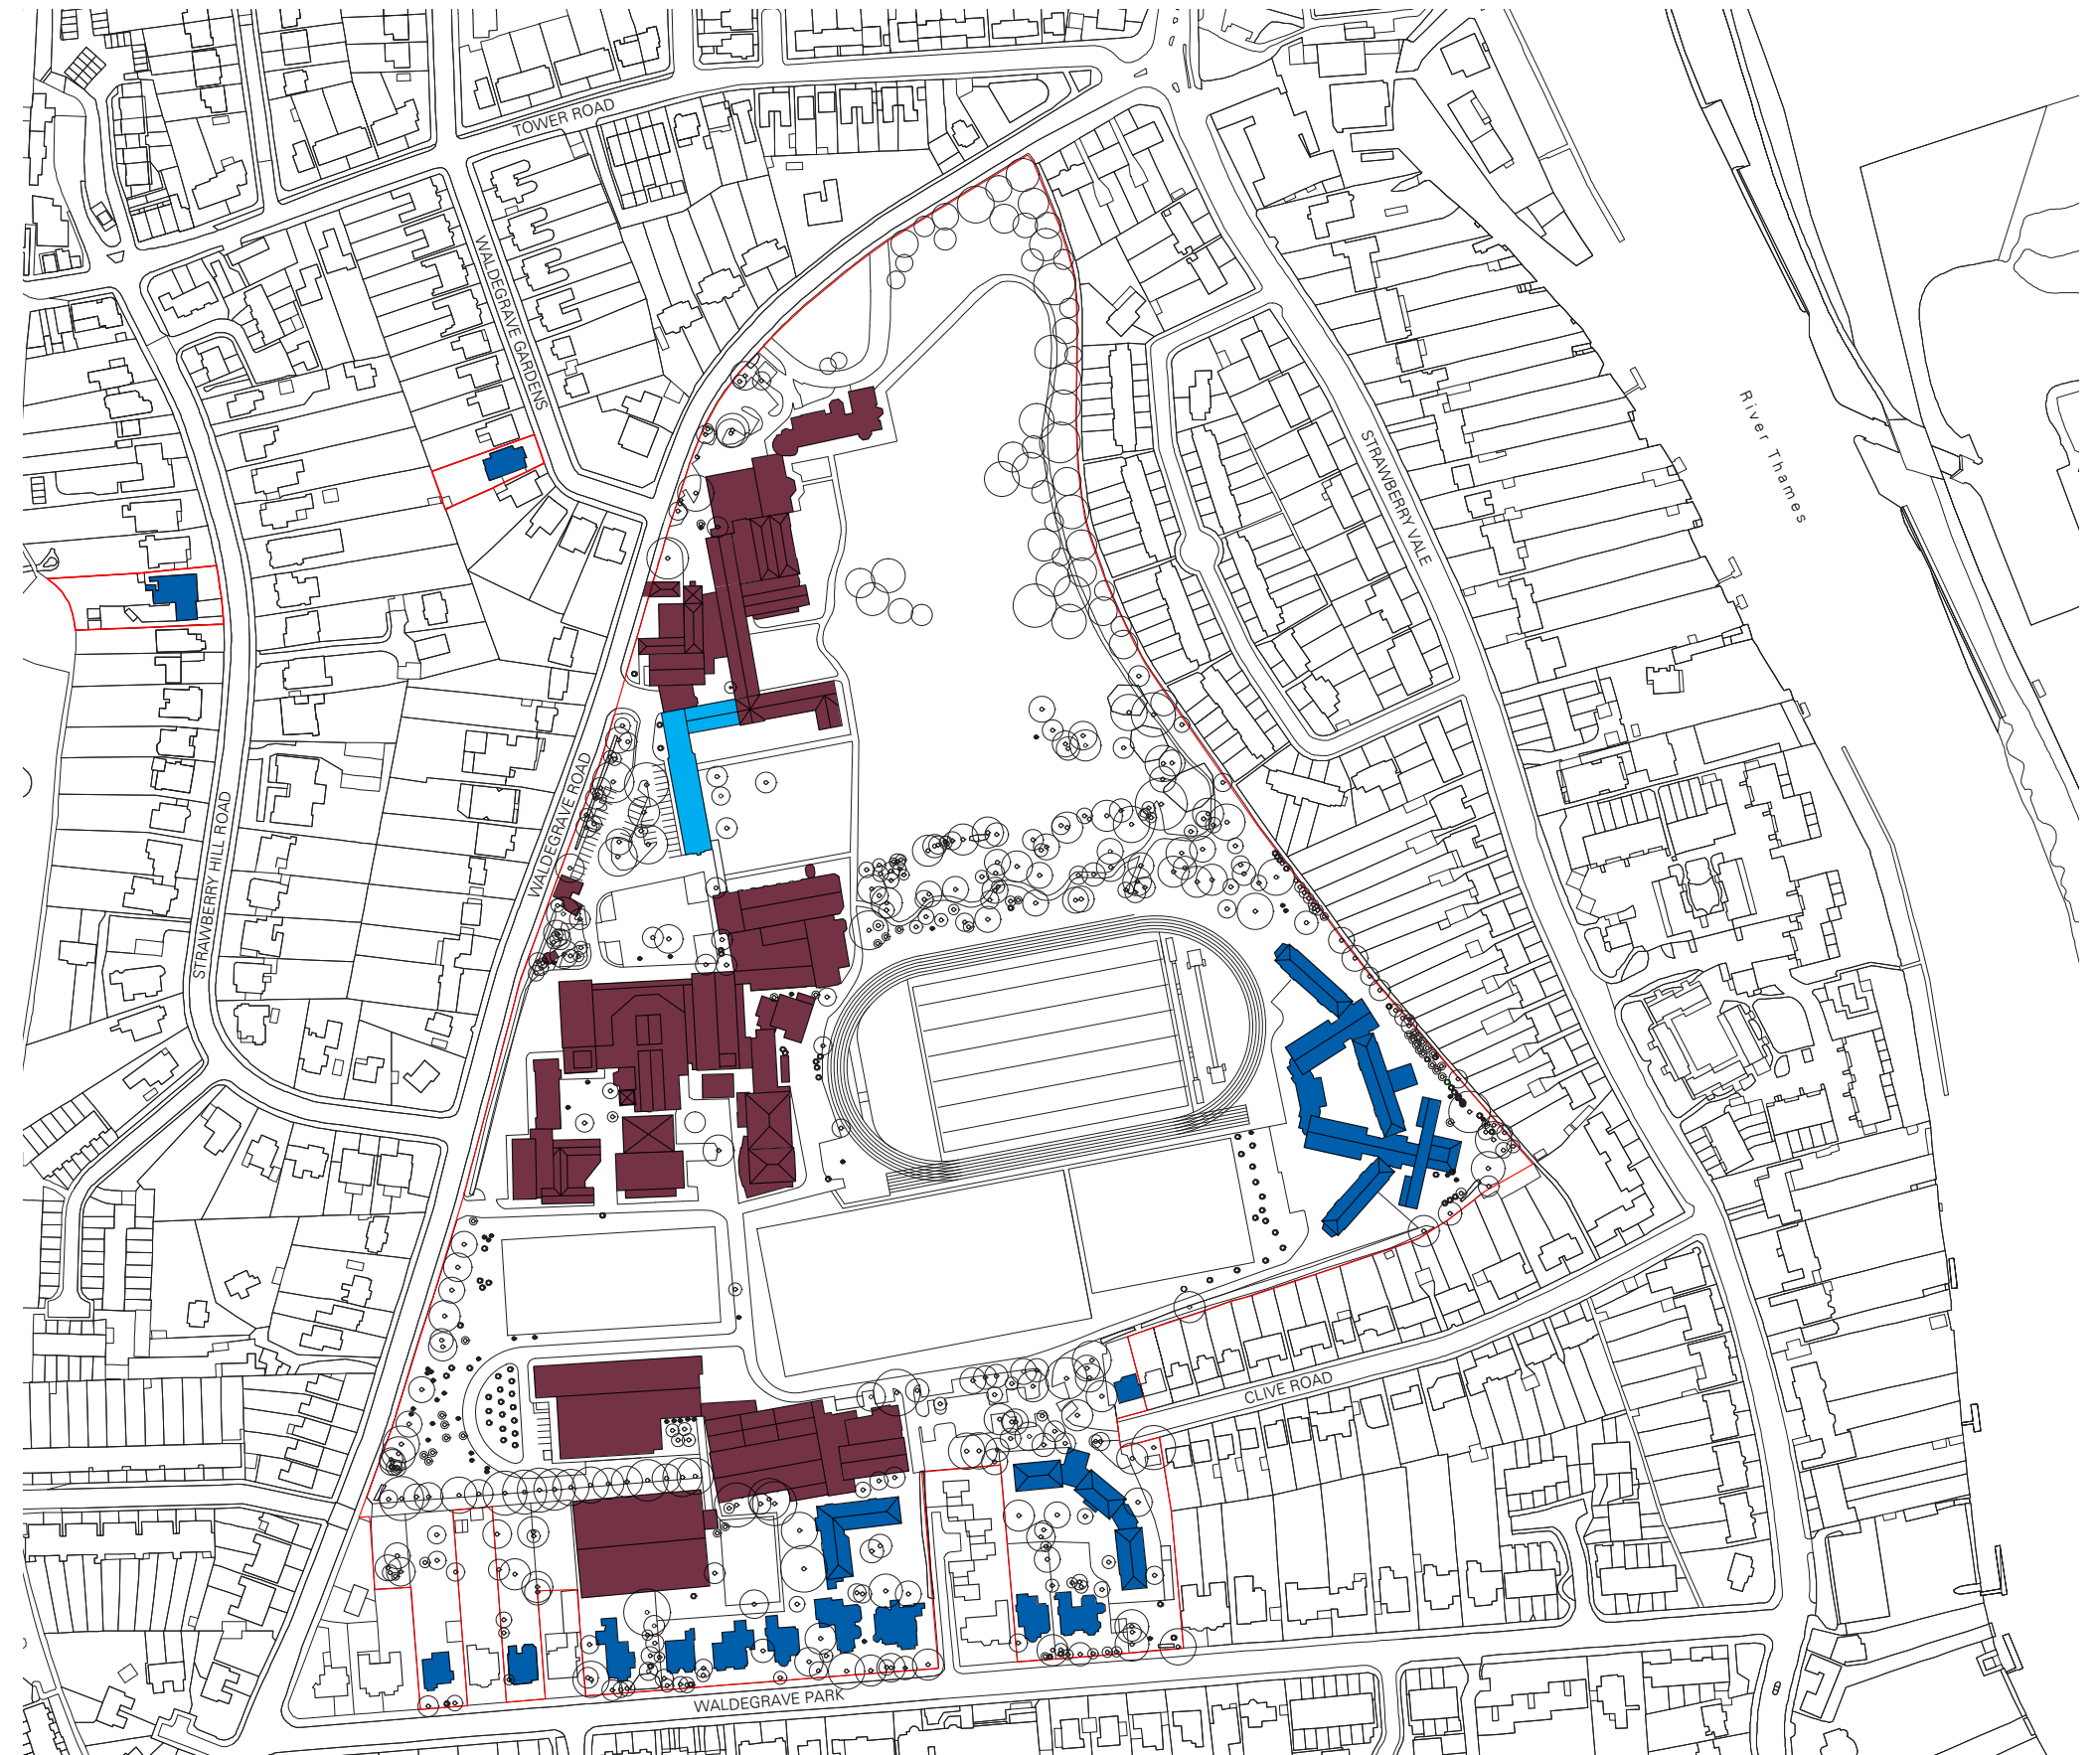 TOWER ROAD
WALDEGRAVE GARDENS
River Thames
STRAWBERRY VALE
WALDEGRAVE ROAD
STRAWBERRY HILL ROAD
CLIVE ROAD
WALDEGRAVE PARK